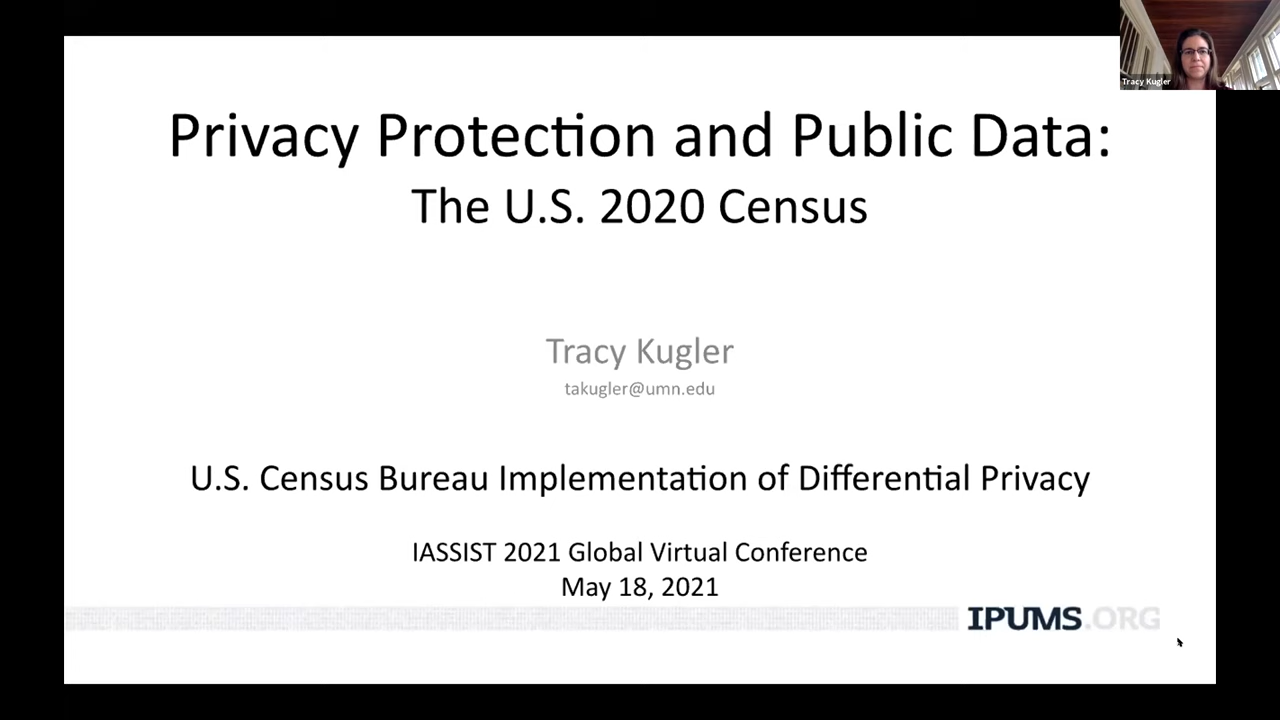 Tracy Kugler
Privacy Protection and Public Data:
The U.S. 2020 Census
Tracy Kugler
takugler@umn.edu
U.S. Census Bureau Implementation of Differential Privacy
IASSIST 2021 Global Virtual Conference
May 18, 2021
IPUMS.ORG